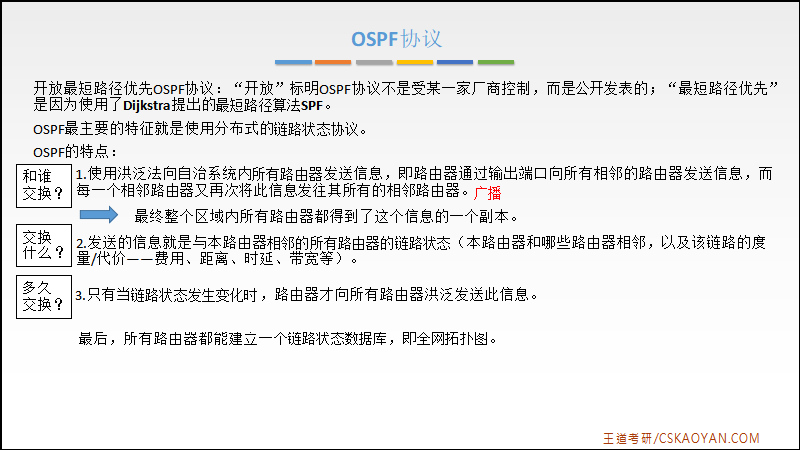 OSPF协议
开放最短路径优先OSPF协议：“开放”标明OSPF协议不是受某一家厂商控制，而是公开发表的；“最短路径优先”
是因为使用了Dijkstra提出的最短路径算法SPF。
OSPF最主要的特征就是使用分布式的链路状态协议。
OSPF的特点：
和谁
交换？
1.使用洪泛法向自治系统内所有路由器发送信息，即路由器通过输出端口向所有相邻的路由器发送信息，而
每一个相邻路由器又再次将此信息发往其所有的相邻路由器。广播
最终整个区域内所有路由器都得到了这个信息的一个副本。
交换
什么？
2.发送的信息就是与本路由器相邻的所有路由器的链路状态（本路由器和哪些路由器相邻，以及该链路的度
量/代价——费用、距离、时延、带宽等）。
多久
交换？
3.只有当链路状态发生变化时，路由器才向所有路由器洪泛发送此信息。
最后，所有路由器都能建立一个链路状态数据库，即全网拓扑图。
王道考研/CSKAOYAN.COM